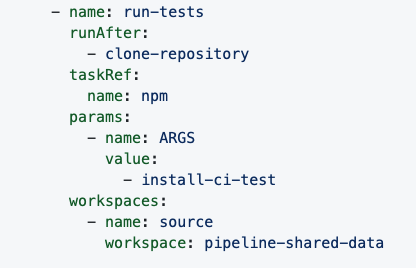 - name: run-tests
  runAfter:
    - clone-repository
  taskRef:
    name: npm
  params:
    - name: ARGS
      value:
        - install-ci-test
  workspaces:
    - name: source
      workspace: pipeline-shared-data